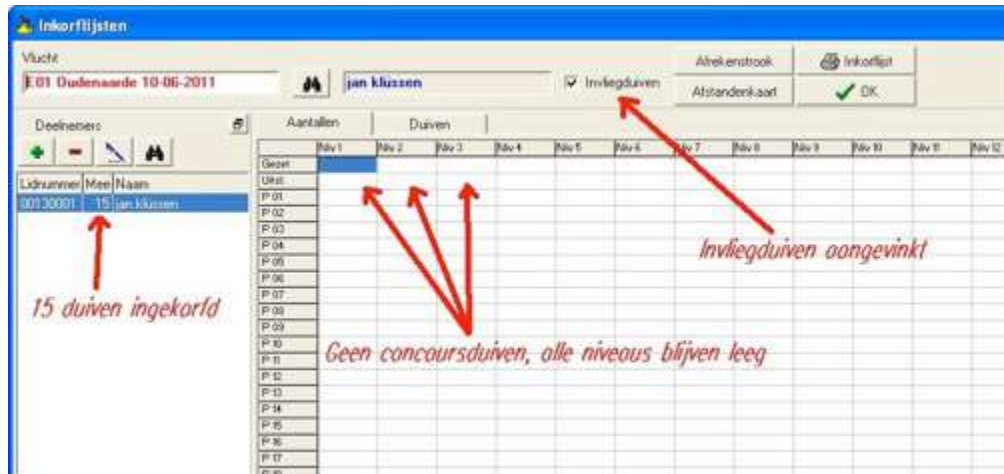 Inkorflijsten
Vlucht
E01 Oudenaarde 10-06-2011
jan klüssen
Invliegduiven
Afrekenstrook
Inkorflijst
Afstandenkaart
OK
Deelnemers
Aantallen Duiven
Lidnummer Mee Naam
00130001 15 jan klüssen
Niv 1 Niv 2 Niv 3 Niv 4 Niv 5 Niv 6 Niv 7 Niv 8 Niv 9 Niv 10 Niv 11 Niv 12
Gezet
Uitsl.
P 01
P 02
P 03
P 04
P 05
P 06
P 07
P 08
P 09
P 10
P 11
P 12
P 13
P 14
P 15
P 16
P 17
Invliegduiven aangevinkt
15 duiven ingekorfd
Geen concoursduiven, alle niveaus blijven leeg